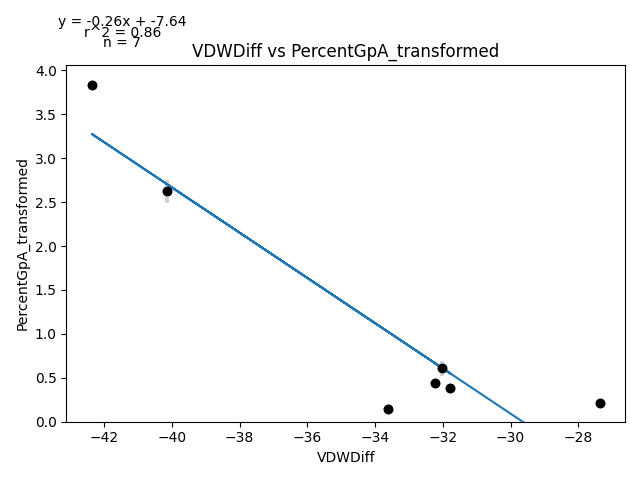 y = -0.26x + -7.64
r^2 = 0.86
n = 7
VDWDiff vs PercentGpA_transformed
4.0
3.5
3.0
2.5
2.0
1.5
1.0
0.5
0.0
PercentGpA_transformed
−42
−40
−38
−36
−34
−32
−30
−28
VDWDiff